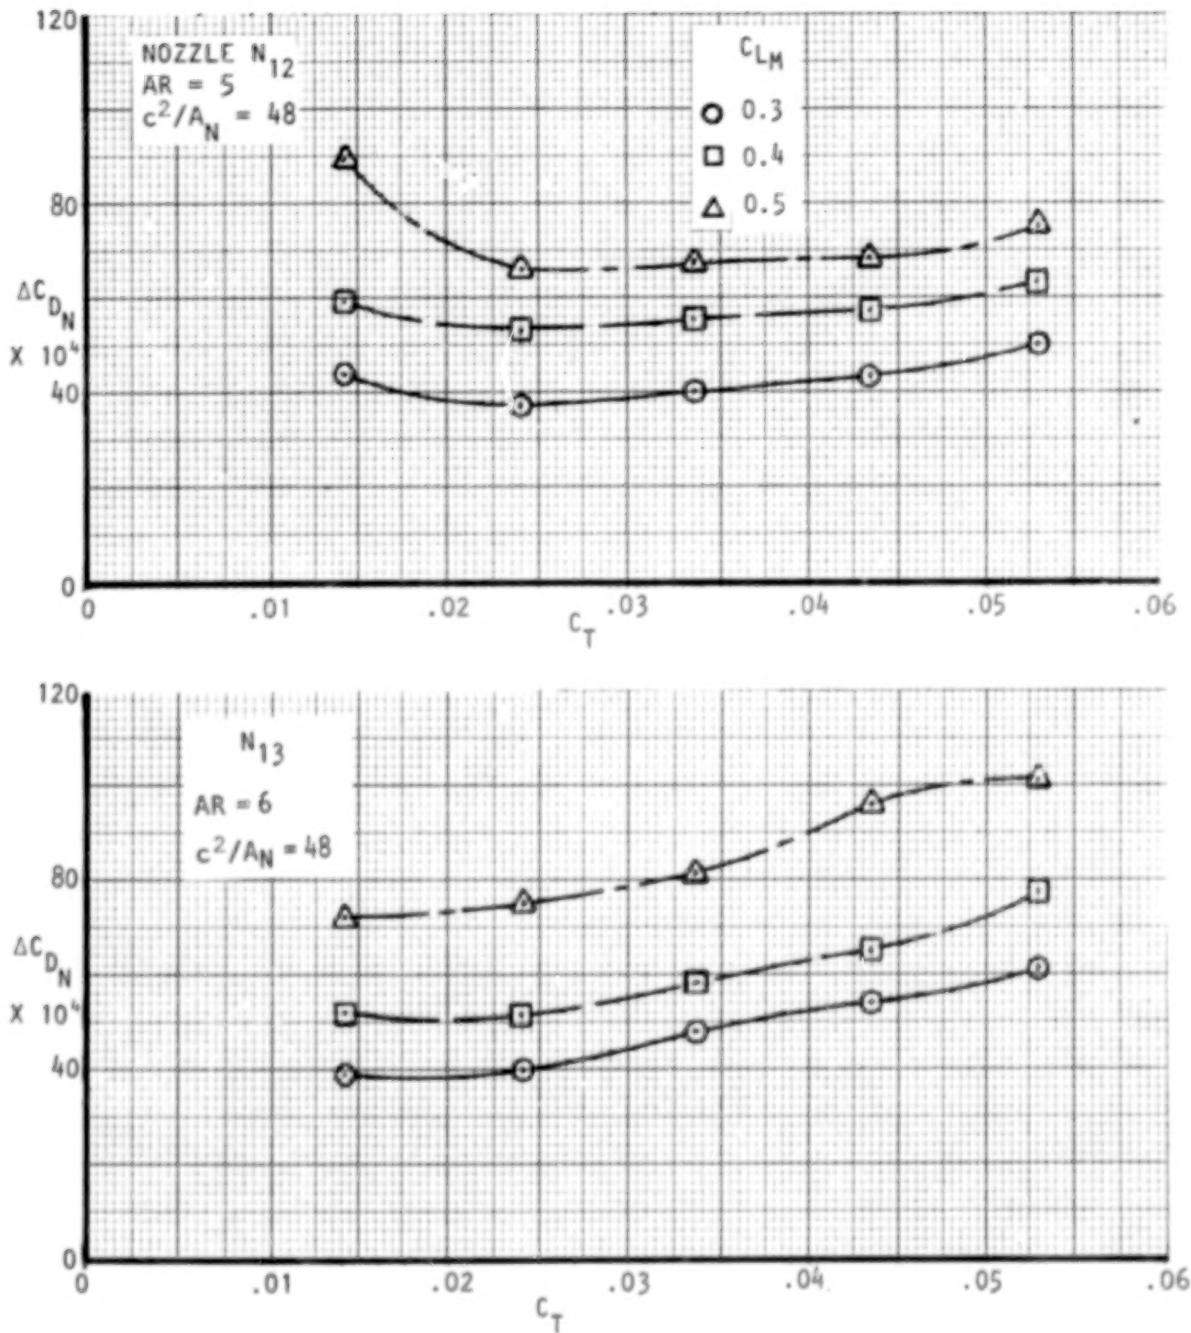 120
NOZZLE N12
AR = 5
c²/AN = 48
CLM
0.3
0.4
0.5
80
ΔCDN
X 10⁴
40
0
0 .01 .02 .03 .04 .05 .06
CT
120
N13
AR = 6
c²/AN = 48
80
ΔCDN
X 10⁴
40
0
0 .01 .02 .03 .04 .05 .06
CT